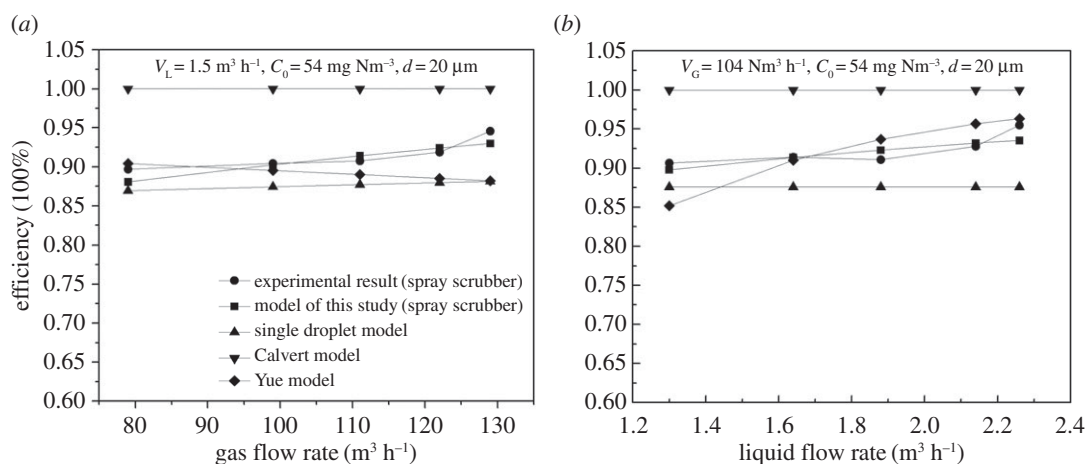 (a)
1.05
V_L = 1.5 m³ h⁻¹, C₀ = 54 mg Nm⁻³, d = 20 μm
1.00
0.95
0.90
0.85
0.80
0.75
0.70
0.65
0.60
efficiency (100%)
experimental result (spray scrubber)
model of this study (spray scrubber)
single droplet model
Calvert model
Yue model
80 90 100 110 120 130
gas flow rate (m³ h⁻¹)
(b)
1.05
V_G = 104 Nm³ h⁻¹, C₀ = 54 mg Nm⁻³, d = 20 μm
1.00
0.95
0.90
0.85
0.80
0.75
0.70
0.65
0.60
1.2 1.4 1.6 1.8 2.0 2.2 2.4
liquid flow rate (m³ h⁻¹)